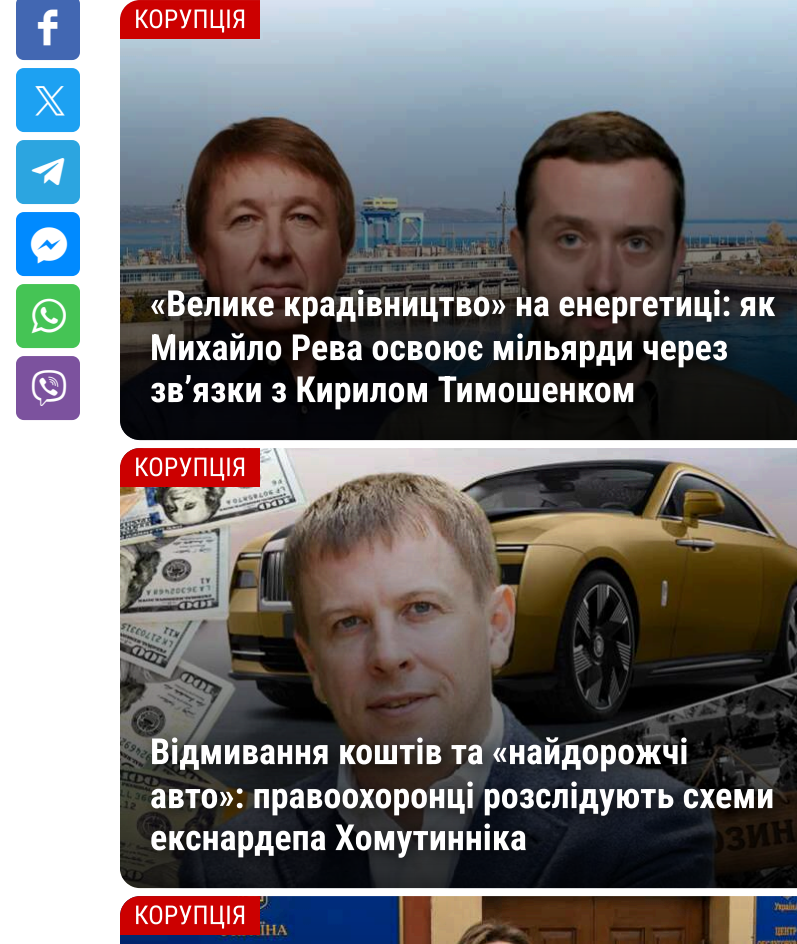 КОРУПЦІЯ
«Велике крадівництво» на енергетиці: як
Михайло Рева освоює мільярди через
зв’язки з Кирилом Тимошенком
КОРУПЦІЯ
Відмивання коштів та «найдорожчі
авто»: правоохоронці розслідують схеми
екснардепа Хомутинніка
КОРУПЦІЯ
Україна